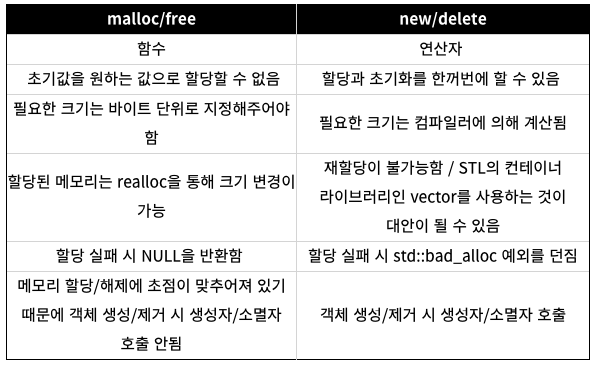 malloc/free
new/delete
함수
연산자
초기값을 원하는 값으로 할당할 수 없음
할당과 초기화를 한꺼번에 할 수 있음
필요한 크기는 바이트 단위로 지정해주어야
함
필요한 크기는 컴파일러에 의해 계산됨
할당된 메모리는 realloc을 통해 크기 변경이
가능
재할당이 불가능함 / STL의 컨테이너
라이브러리인 vector를 사용하는 것이
대안이 될 수 있음
할당 실패 시 NULL을 반환함
할당 실패 시 std::bad_alloc 예외를 던짐
메모리 할당/해제에 초점이 맞추어져 있기
때문에 객체 생성/제거 시 생성자/소멸자
호출 안됨
객체 생성/제거 시 생성자/소멸자 호출